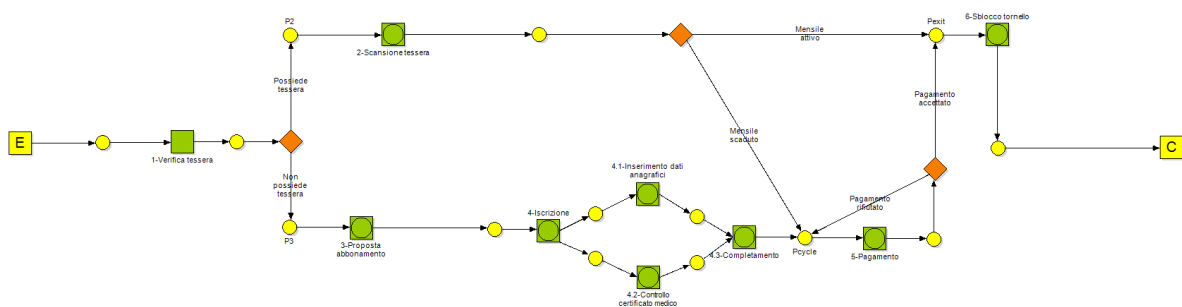 P2
2-Scansione tessera
Mensile
attivo
Pexit
6-Sblocco tornello
Possiede
tessera
E
1-Verifica tessera
Non
possiede
tessera
P3
3-Proposta
abbonamento
4-Iscrizione
4.1-Inserimento dati
anagrafici
4.2-Controllo
certificato medico
4.3-Completamento
Mensile
scaduto
Pcycle
5-Pagamento
Pagamento
rifiutato
Pagamento
accettato
C